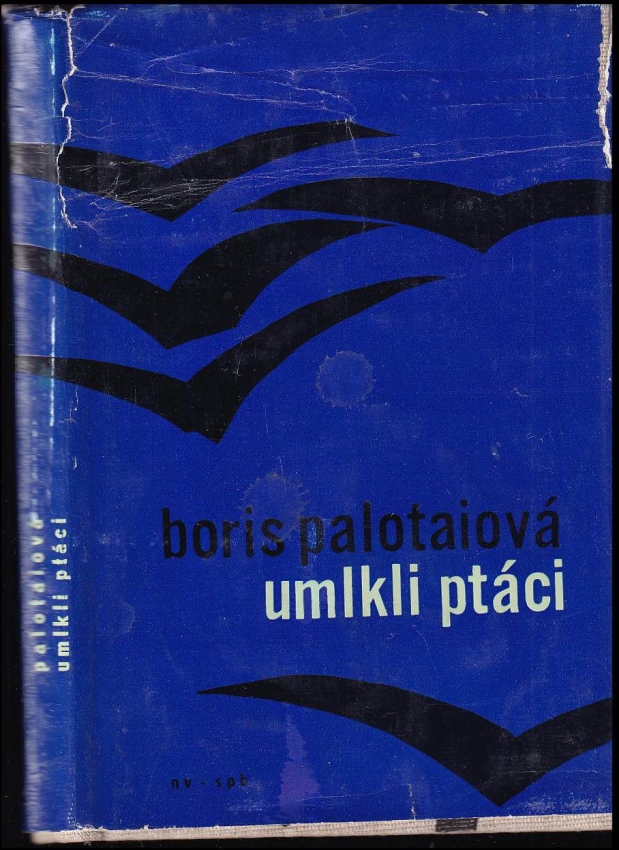 boris palotaiová
umlkli ptáci
nv - spb
palotaiová
umlkli ptáci